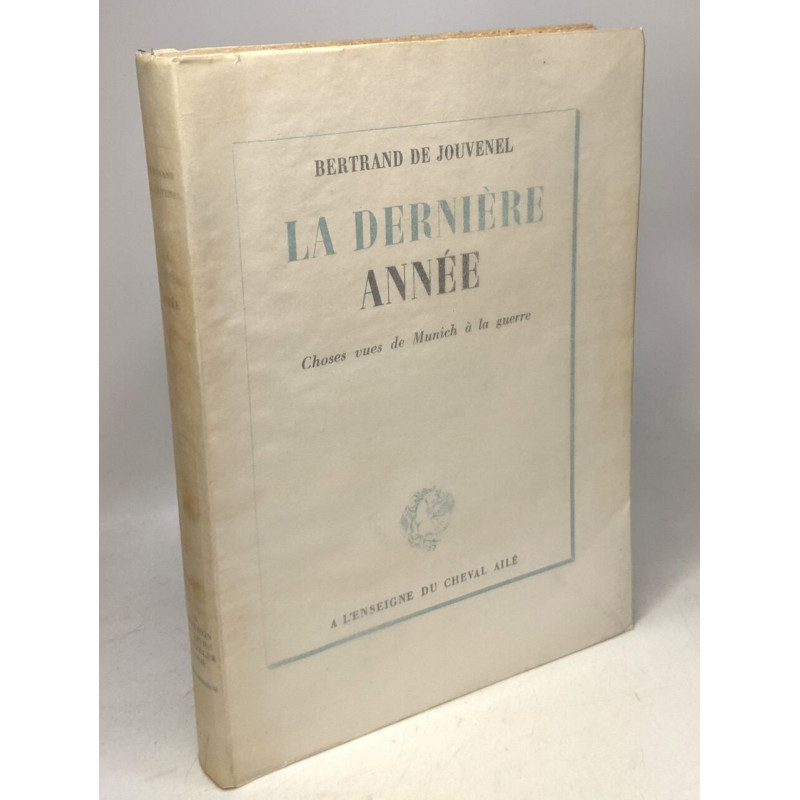 BERTRAND DE JOUVENEL
LA DERNIÈRE
ANNÉE
Choses vues de Munich à la guerre
A L'ENSEIGNE DU CHEVAL AILÉ